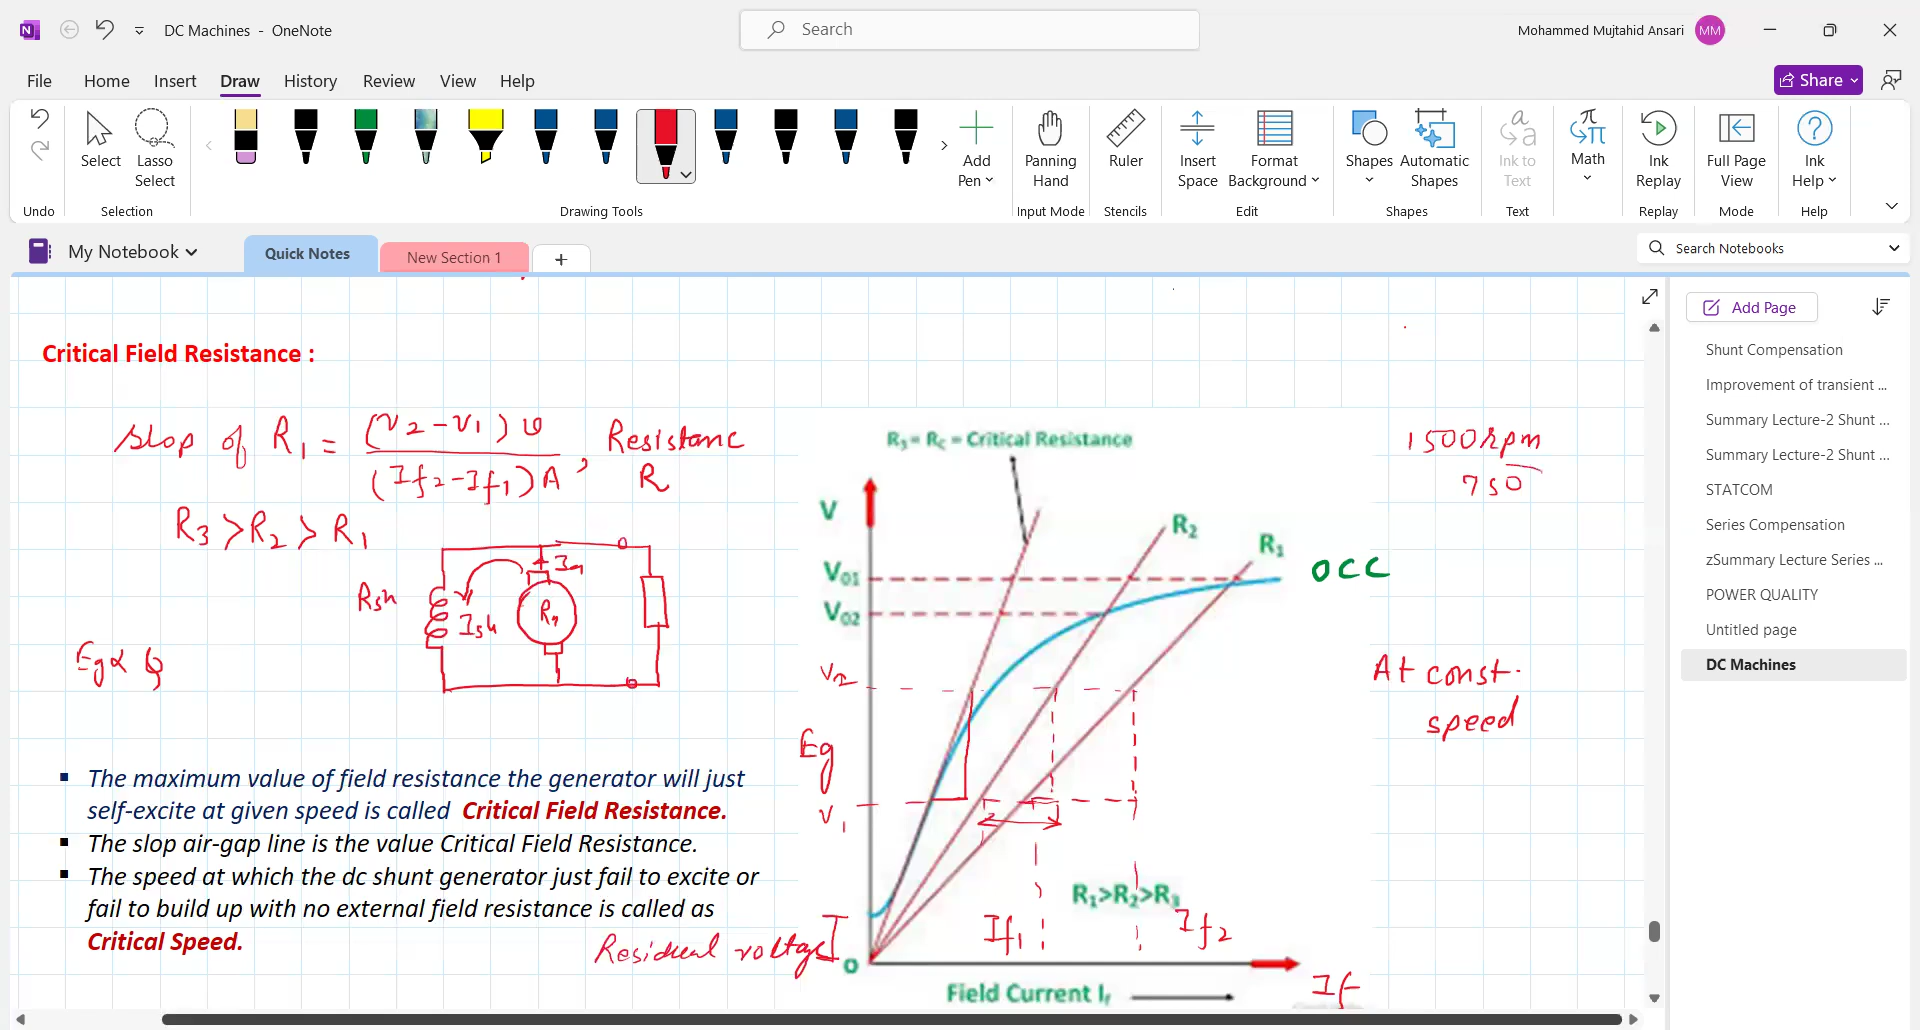 DC Machines - OneNote
Search
Mohammed Mujtahid Ansari
MM
File Home Insert Draw History Review View Help
Share
Select
Lasso Select
Add Pen
Panning Hand
Ruler
Insert Space
Format Background
Shapes
Automatic Shapes
Ink to Text
Math
Ink Replay
Full Page View
Ink Help
Undo
Selection
Drawing Tools
Input Mode
Stencils
Edit
Shapes
Text
Replay
Mode
Help
My Notebook
Quick Notes
New Section 1
+
Search Notebooks
Add Page
Shunt Compensation
Improvement of transient ...
Summary Lecture-2 Shunt ...
Summary Lecture-2 Shunt ...
STATCOM
Series Compensation
zSummary Lecture Series ...
POWER QUALITY
Untitled page
DC Machines
Critical Field Resistance :
Slop of R1 = (V2-V1) V / (If2-If1) A , Resistanc R
R3 > R2 > R1
Rsh
Ish
Ia
Eg ∝ φ
▪ The maximum value of field resistance the generator will just
self-excite at given speed is called Critical Field Resistance.
▪ The slop air-gap line is the value Critical Field Resistance.
▪ The speed at which the dc shunt generator just fail to excite or
fail to build up with no external field resistance is called as
Critical Speed.
Residual voltage
R3 = RC = Critical Resistance
V
R2
R1
V01
OCC
V02
V2
Eg
V1
R1>R2>R3
If1
If2
O
If
Field Current If
1500rpm
750
At const.
speed